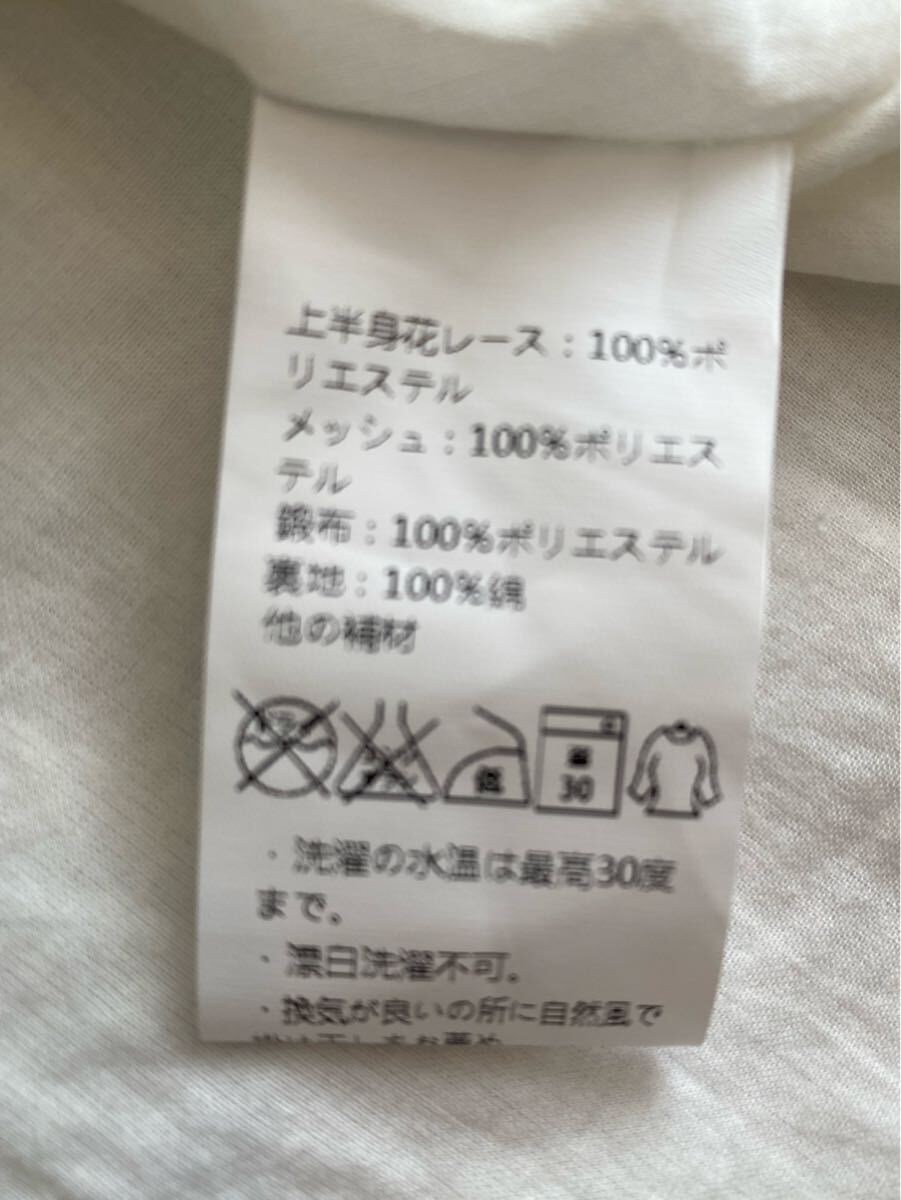 上半身花レース：100%ポ
リエステル
メッシュ：100%ポリエス
テル
鍛布：100%ポリエステル
裏地：100%綿
他の補材
低
30
・洗濯の水温は最高30度
まで。
・漂白洗濯不可。
・換気が良いの所に自然風で